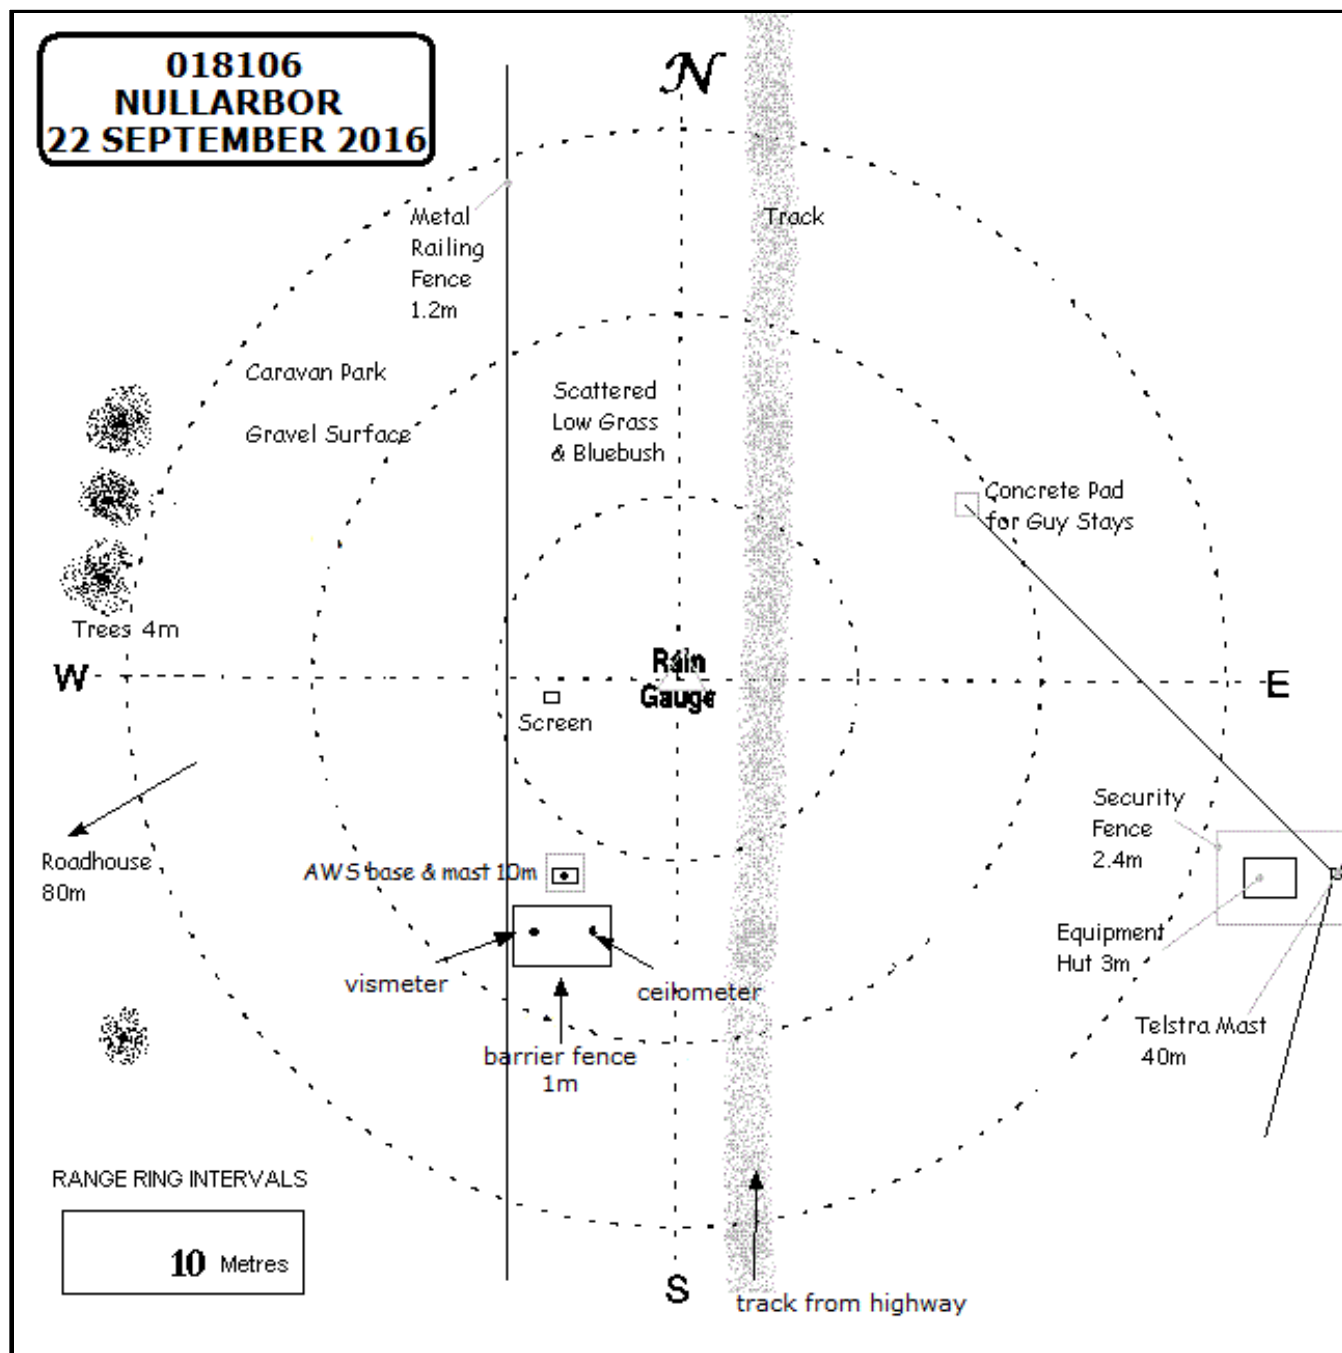 018106
NULLARBOR
22 SEPTEMBER 2016
N
Metal
Railing
Fence
1.2m
Track
Caravan Park
Gravel Surface
Scattered
Low Grass
& Bluebush
Concrete Pad
for Guy Stays
Trees 4m
W
Rain
Gauge
E
Screen
Security
Fence
2.4m
Roadhouse
80m
AWS base & mast 10m
Equipment
Hut 3m
vismeter
ceilometer
Telstra Mast
40m
barrier fence
1m
RANGE RING INTERVALS
10 Metres
S
track from highway